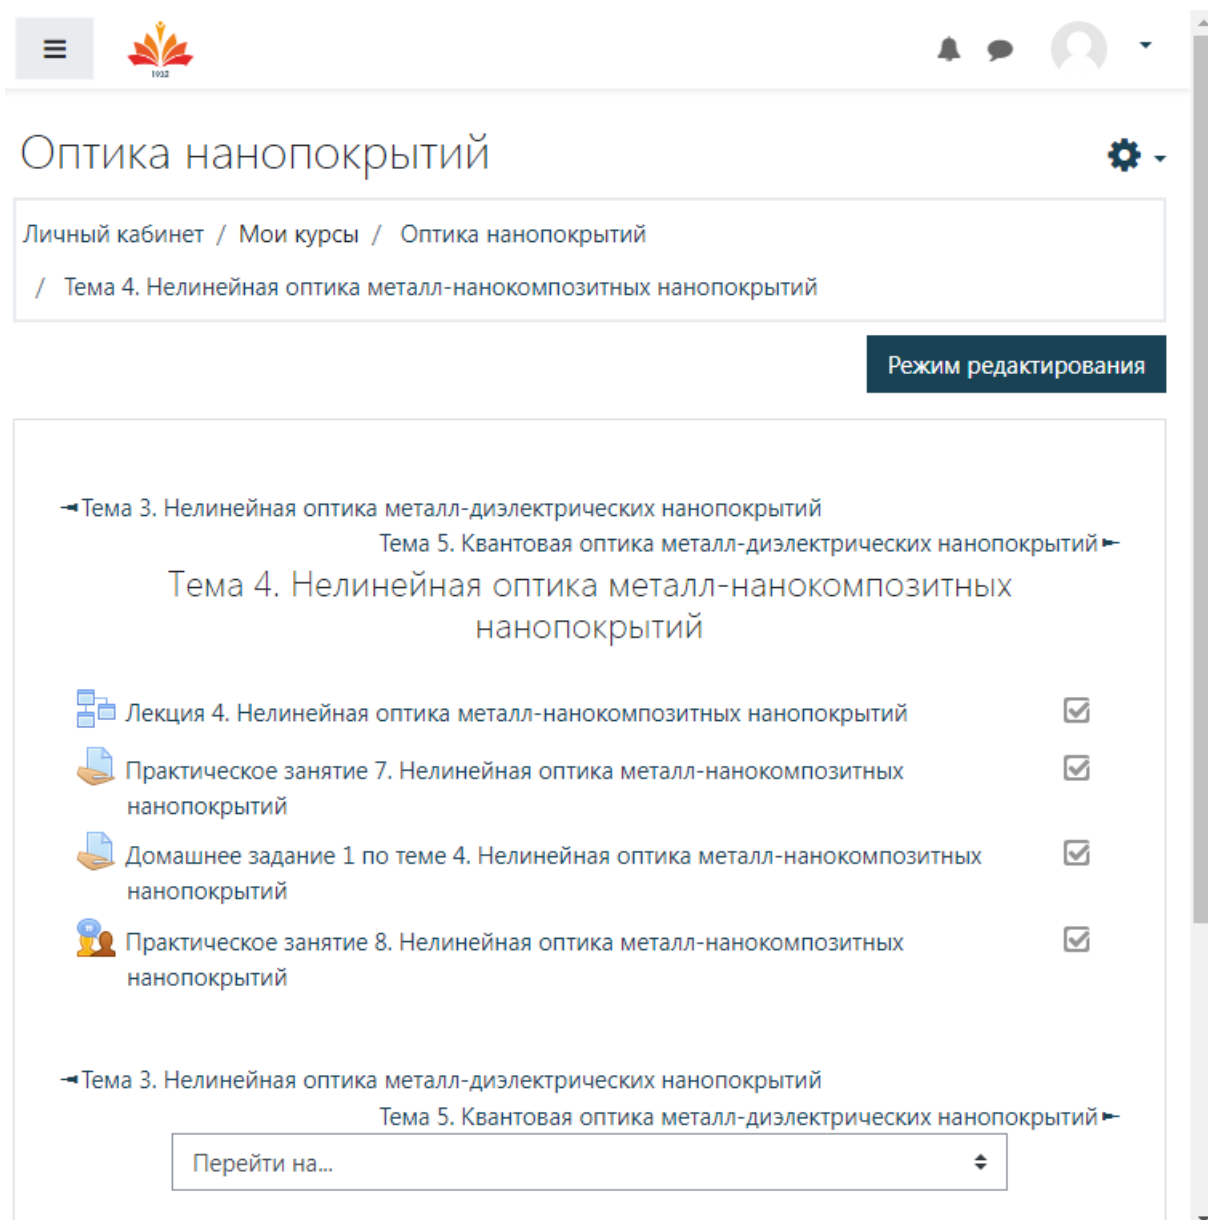 1932
Оптика нанопокрытий
Личный кабинет / Мои курсы / Оптика нанопокрытий
/ Тема 4. Нелинейная оптика металл-нанокомпозитных нанопокрытий
Режим редактирования
Тема 3. Нелинейная оптика металл-диэлектрических нанопокрытий
Тема 5. Квантовая оптика металл-диэлектрических нанопокрытий
Тема 4. Нелинейная оптика металл-нанокомпозитных
нанопокрытий
Лекция 4. Нелинейная оптика металл-нанокомпозитных нанопокрытий
Практическое занятие 7. Нелинейная оптика металл-нанокомпозитных
нанопокрытий
Домашнее задание 1 по теме 4. Нелинейная оптика металл-нанокомпозитных
нанопокрытий
Практическое занятие 8. Нелинейная оптика металл-нанокомпозитных
нанопокрытий
Тема 3. Нелинейная оптика металл-диэлектрических нанопокрытий
Тема 5. Квантовая оптика металл-диэлектрических нанопокрытий
Перейти на...